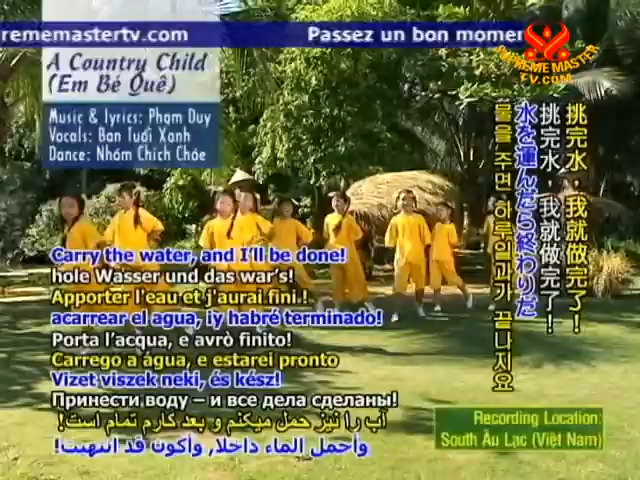 rememastertv.com
Passez un bon momen
SUPREME MASTER
TV.COM
A Country Child
(Em Bé Quê)
Music & lyrics: Phạm Duy
Vocals: Ban Tuổi Xanh
Dance: Nhóm Chích Chòe
挑完水，我就做完了！
挑完水，我就做完了！
水を運んだら終わりだ
물을 주면 하루일과가 끝나지요
Carry the water, and I'll be done!
hole Wasser und das war's!
Apporter l'eau et j'aurai fini !
acarrear el agua, ¡y habré terminado!
Porta l'acqua, e avrò finito!
Carrego a água, e estarei pronto
Vizet viszek neki, és kész!
Принести воду – и все дела сделаны!
آب را نیز حمل میکنم و بعد کارم تمام است!
وأحمل الماء داخلا, وأكون قد انتهيت!
Recording Location:
South Âu Lạc (Việt Nam)